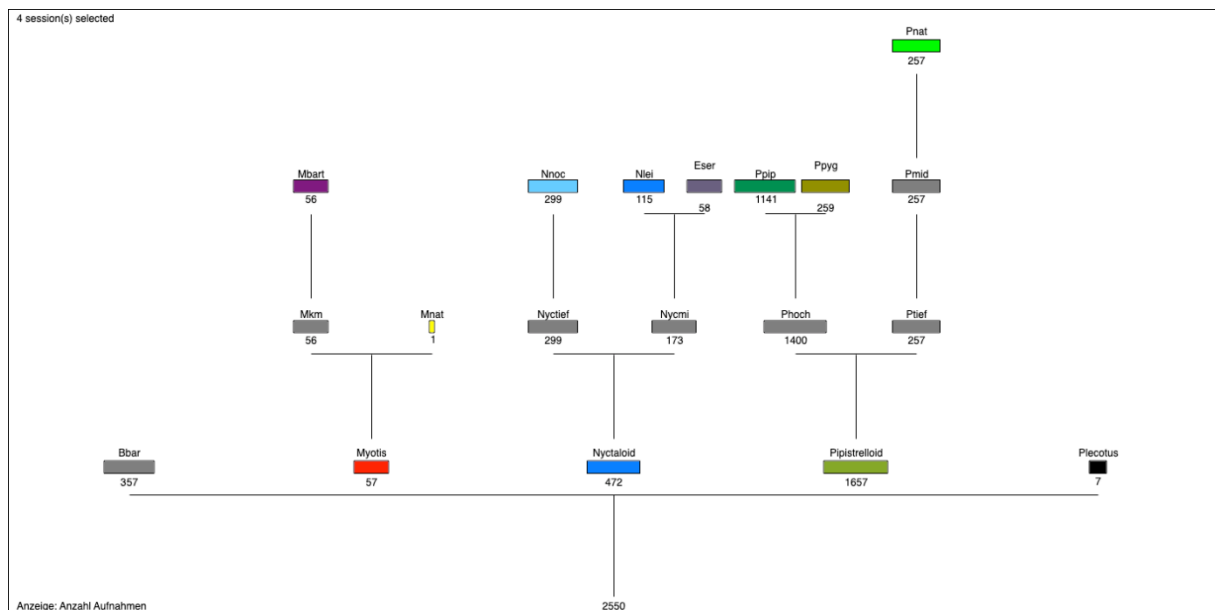 4 session(s) selected
Pnat
257
Mbart
Nnoc
Nlei
Eser
Ppip
Ppyg
Pmid
56
299
115
58
1141
259
257
Mkm
Mnat
Nyctief
Nycmi
Phoch
Ptief
56
1
299
173
1400
257
Bbar
Myotis
Nyctaloid
Pipistrelloid
Plecotus
357
57
472
1657
7
Anzeige: Anzahl Aufnahmen
2550